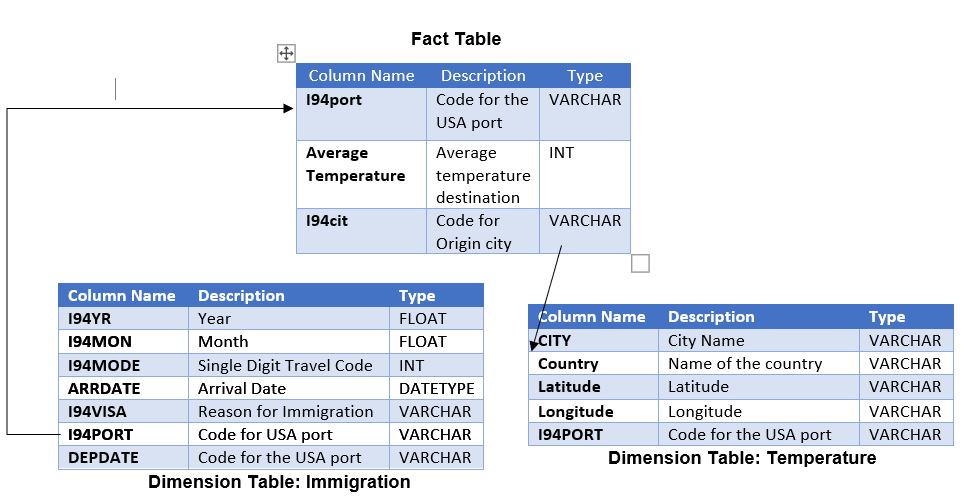 Fact Table
Column Name Description Type
I94port Code for the VARCHAR
USA port
Average Average INT
Temperature temperature
destination
I94cit Code for VARCHAR
Origin city
Column Name Description Type
I94YR Year FLOAT
I94MON Month FLOAT
I94MODE Single Digit Travel Code INT
ARRDATE Arrival Date DATETYPE
I94VISA Reason for Immigration VARCHAR
I94PORT Code for USA port VARCHAR
DEPDATE Code for the USA port VARCHAR
Dimension Table: Immigration
Column Name Description Type
CITY City Name VARCHAR
Country Name of the country VARCHAR
Latitude Latitude VARCHAR
Longitude Longitude VARCHAR
I94PORT Code for the USA port VARCHAR
Dimension Table: Temperature